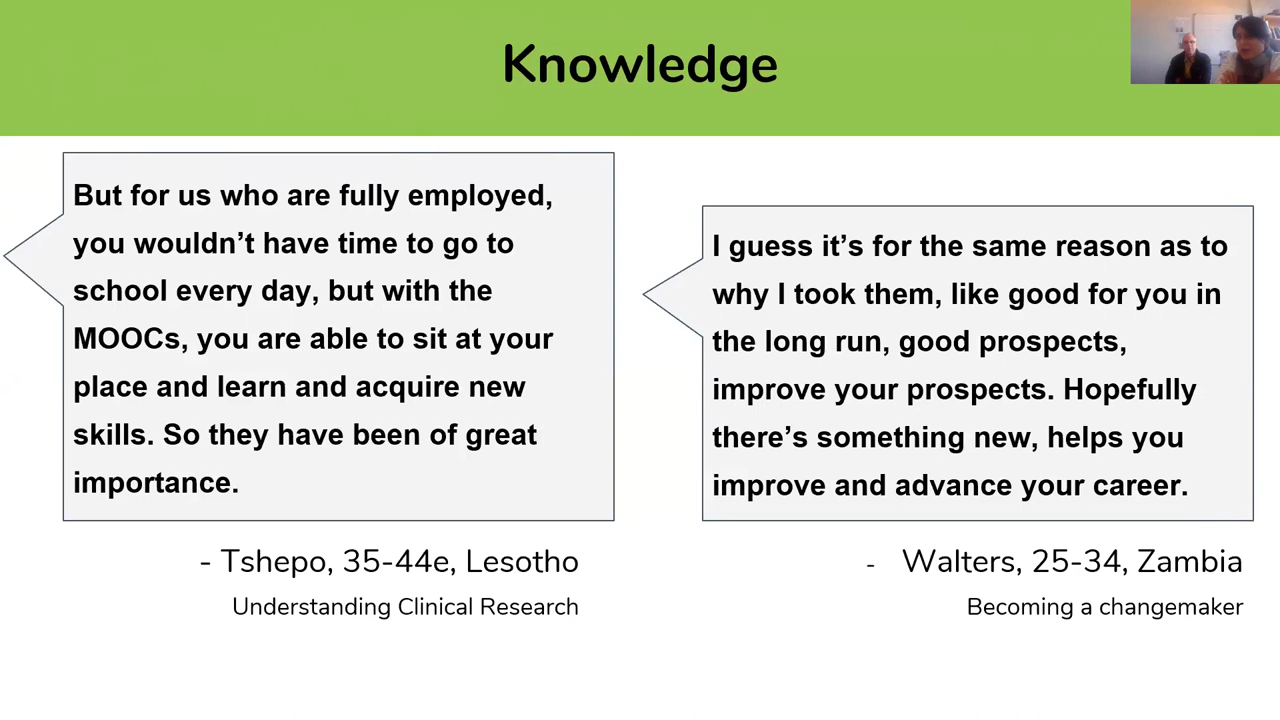 Knowledge
But for us who are fully employed,
you wouldn’t have time to go to
school every day, but with the
MOOCs, you are able to sit at your
place and learn and acquire new
skills. So they have been of great
importance.
- Tshepo, 35-44e, Lesotho
Understanding Clinical Research
I guess it’s for the same reason as to
why I took them, like good for you in
the long run, good prospects,
improve your prospects. Hopefully
there’s something new, helps you
improve and advance your career.
- Walters, 25-34, Zambia
Becoming a changemaker